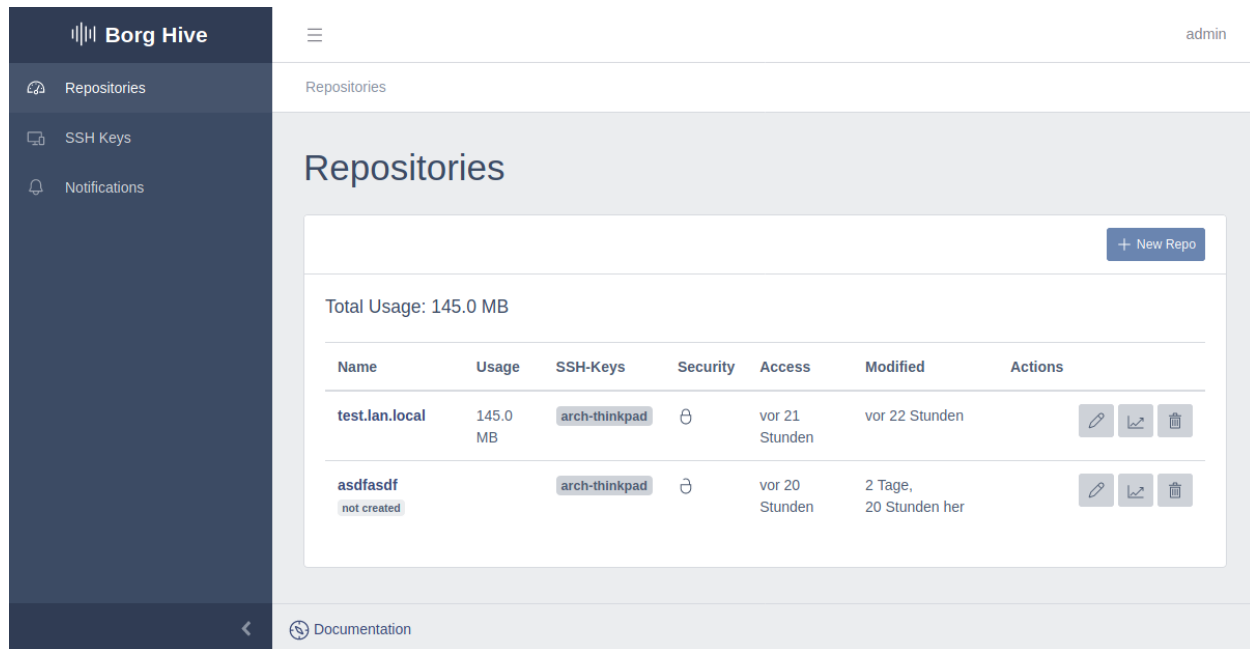 Borg Hive
admin
Repositories
SSH Keys
Notifications
Repositories
Repositories
+ New Repo
Total Usage: 145.0 MB
Name Usage SSH-Keys Security Access Modified Actions
test.lan.local 145.0 arch-thinkpad vor 21 vor 22 Stunden
MB Stunden
asdfasdf arch-thinkpad vor 20 2 Tage,
not created Stunden 20 Stunden her
Documentation